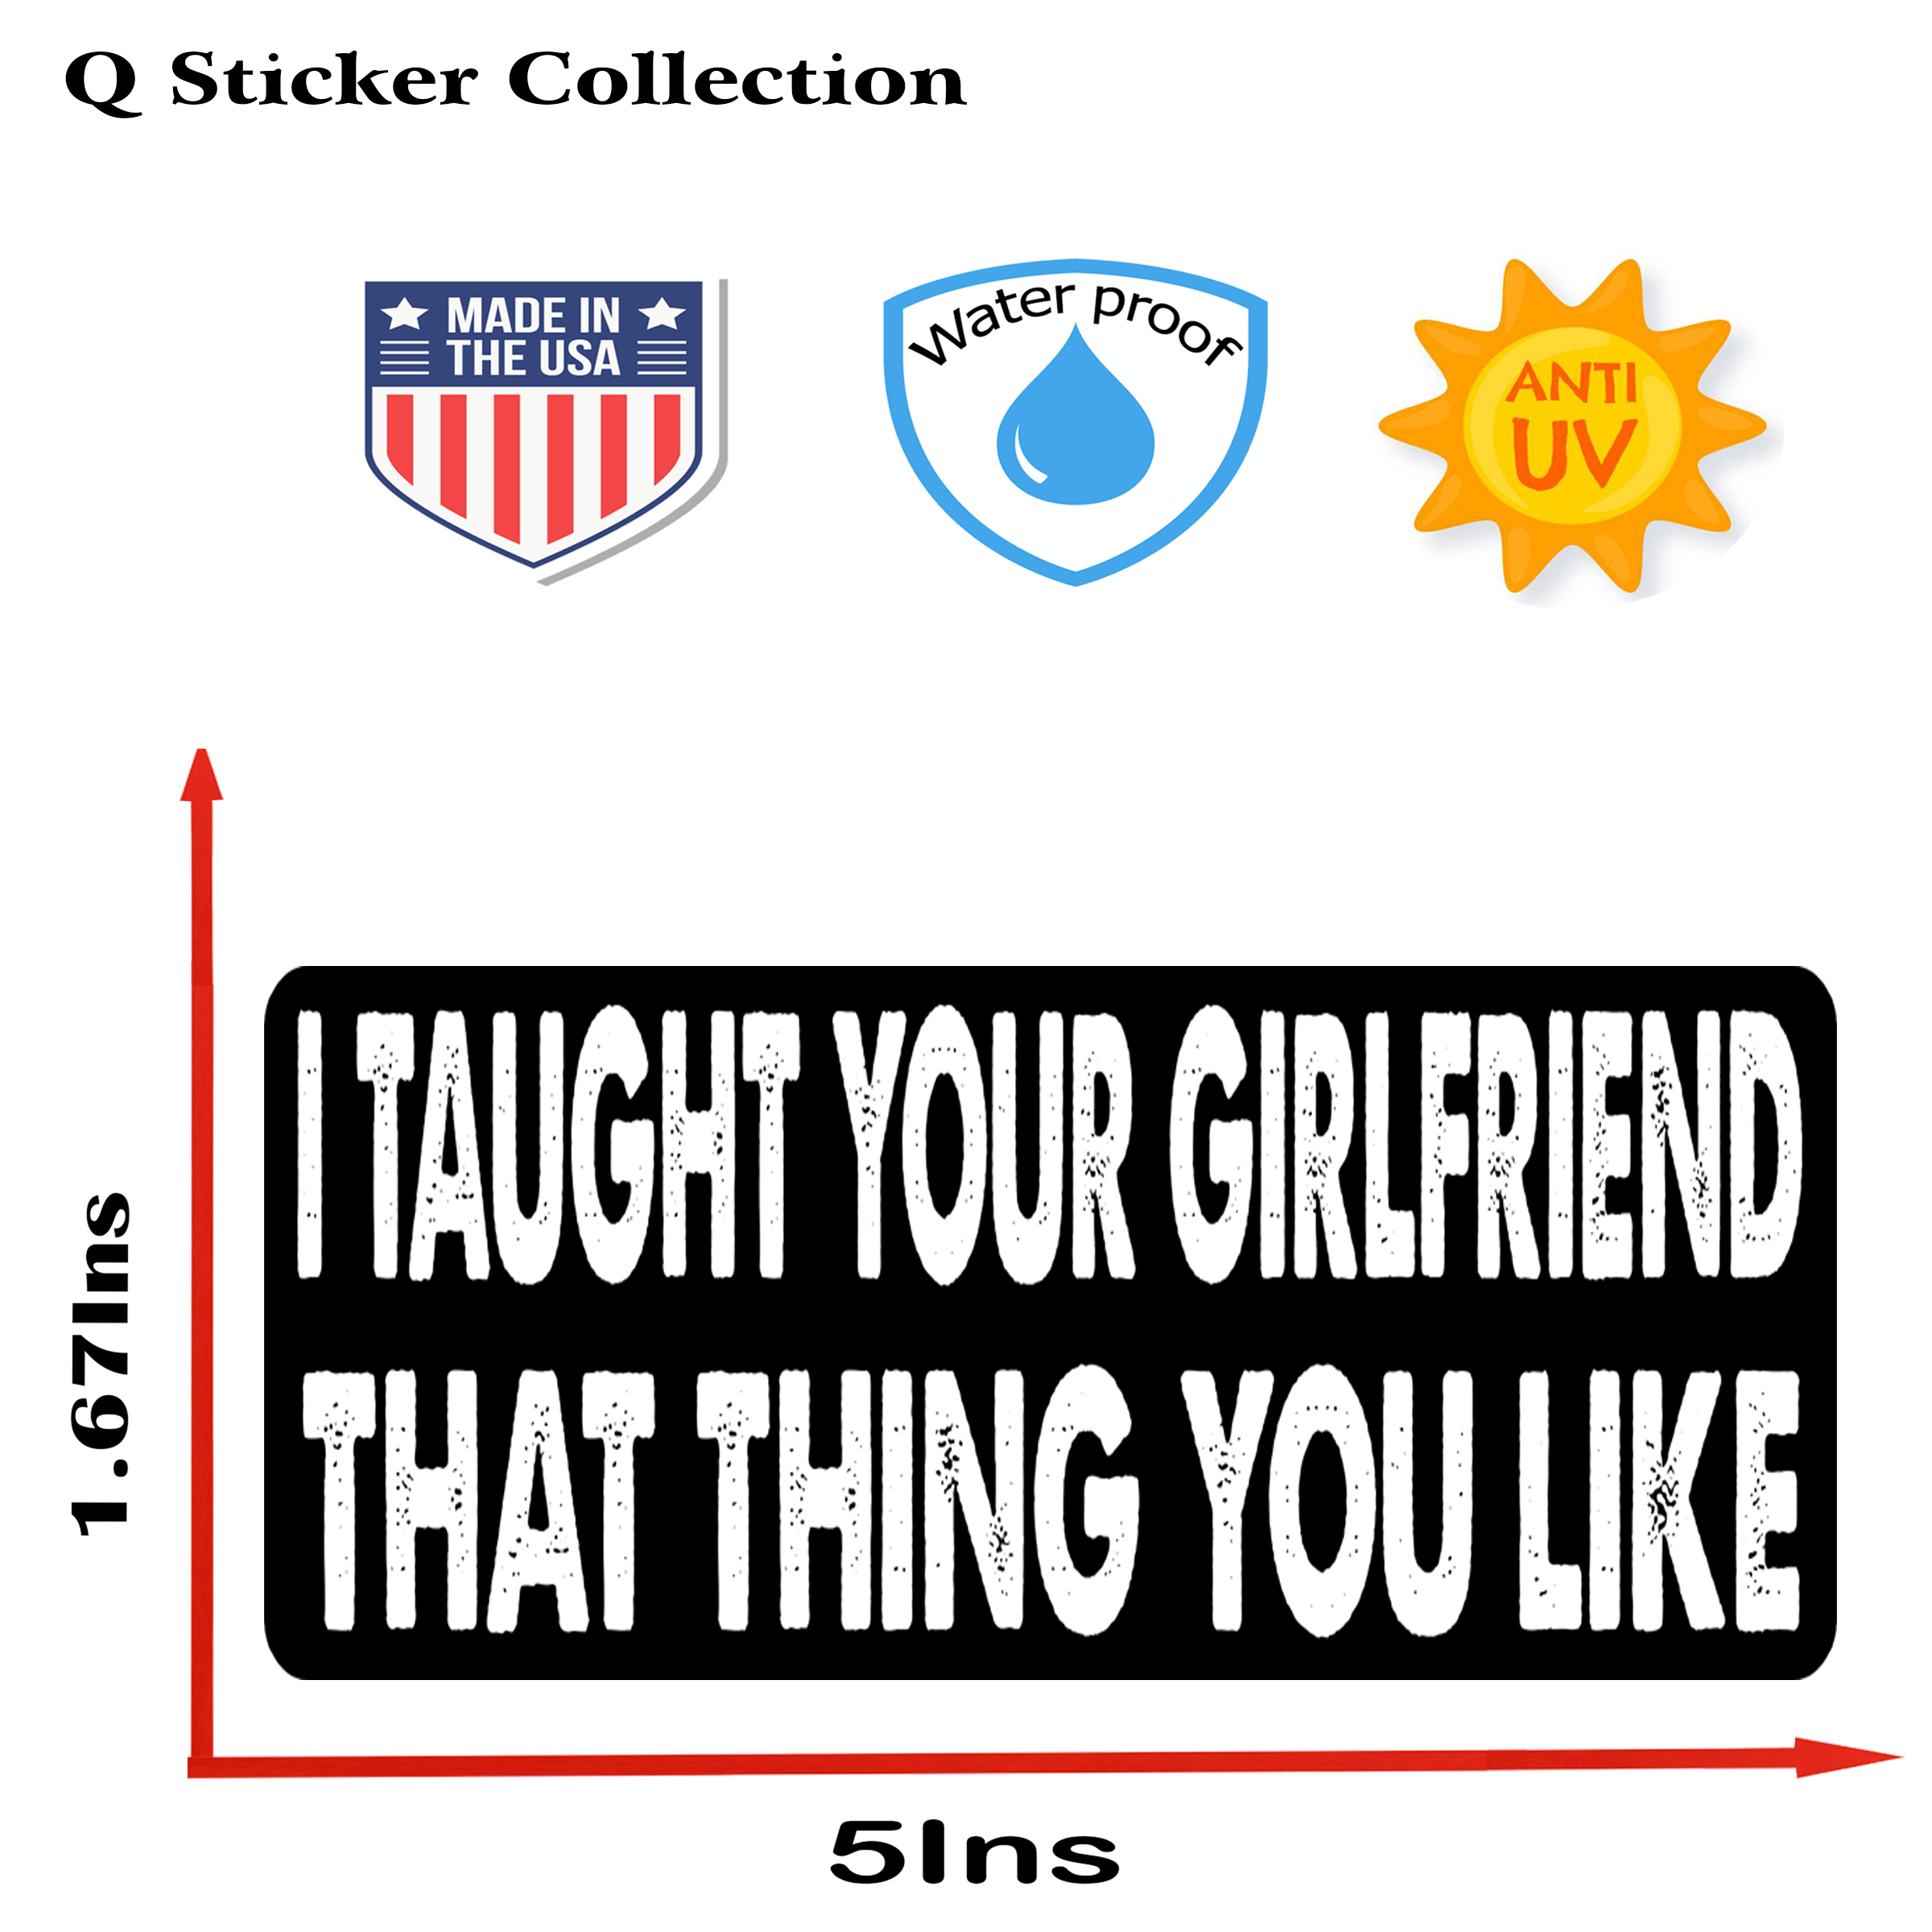 Q Sticker Collection
MADE IN
THE USA
Water proof
ANTI
UV
I TAUGHT YOUR GIRLFRIEND
THAT THING YOU LIKE
1.67Ins
5Ins